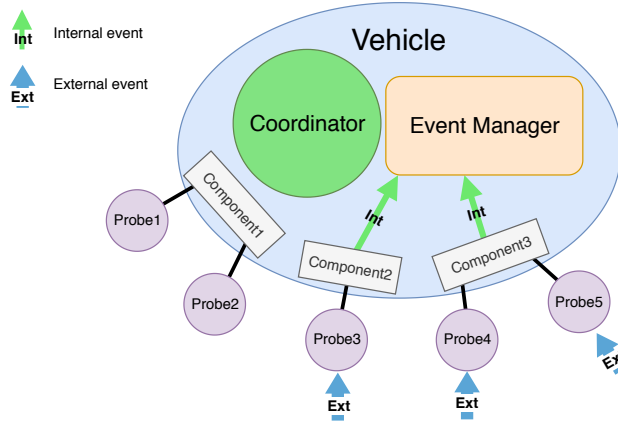 Int
Internal event
Ext
External event
Vehicle
Coordinator
Event Manager
Int
Int
Component1
Component2
Component3
Probe1
Probe2
Probe3
Probe4
Probe5
Ext
Ext
Ext